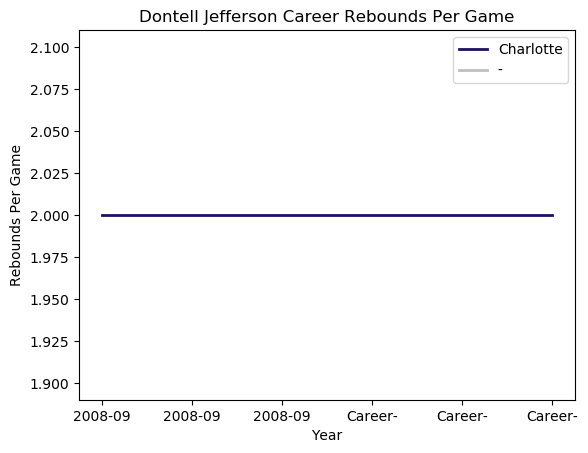 Dontell Jefferson Career Rebounds Per Game
Charlotte
-
2.100
2.075
2.050
2.025
2.000
1.975
1.950
1.925
1.900
Rebounds Per Game
2008-09 2008-09 2008-09 Career- Career- Career-
Year